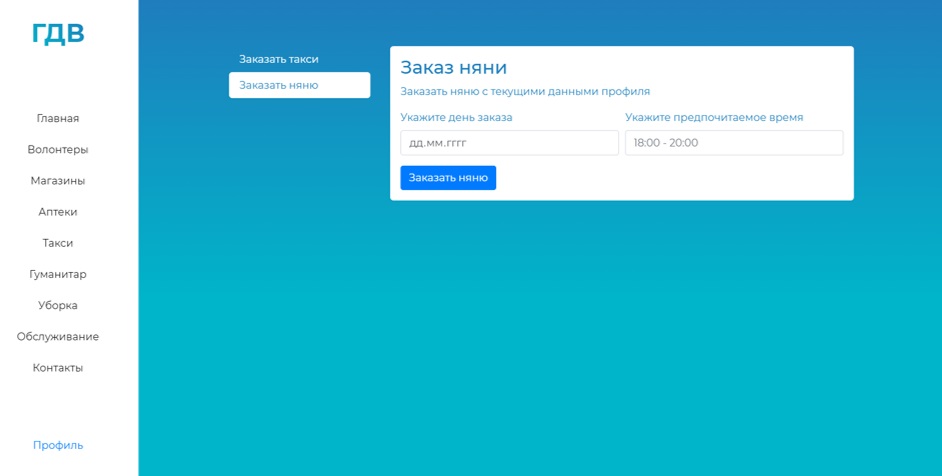 ГДВ
Главная
Волонтеры
Магазины
Аптеки
Такси
Гуманитар
Уборка
Обслуживание
Контакты
Профиль
Заказать такси
Заказать няню
Заказ няни
Заказать няню с текущими данными профиля
Укажите день заказа
дд.мм.гггг
Укажите предпочитаемое время
18:00 - 20:00
Заказать няню